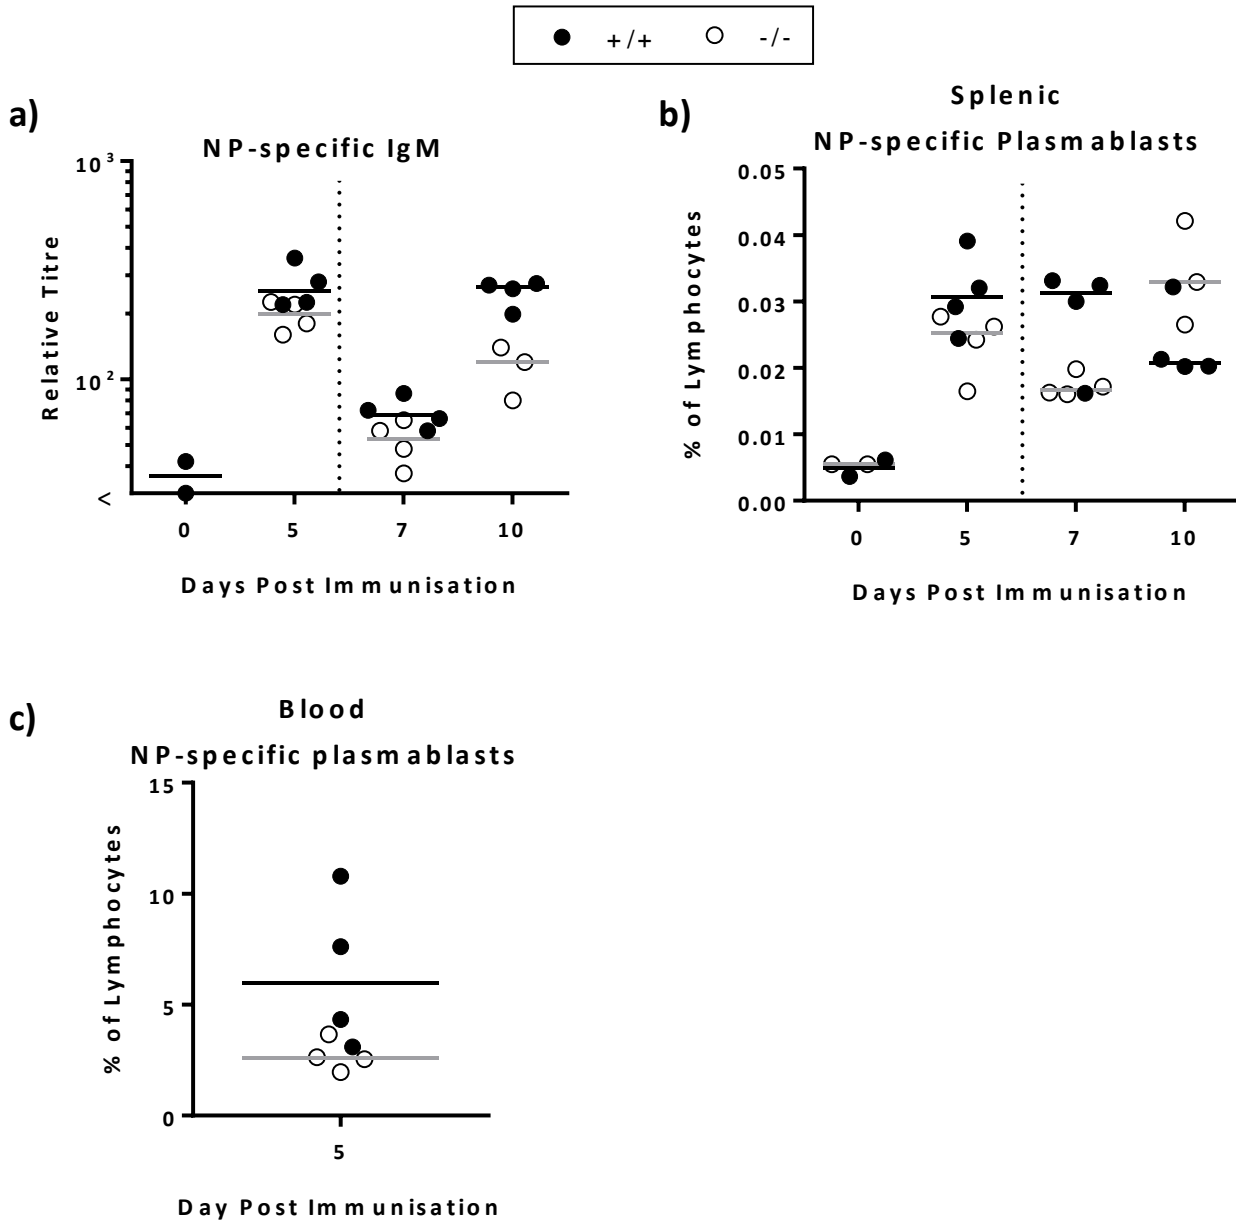 +/+ -/-
a)
NP-specific IgM
10³
10²
<
Relative Titre
0 5 7 10
Days Post Immunisation
b)
Splenic
NP-specific Plasmablasts
0.05
0.04
0.03
0.02
0.01
0.00
% of Lymphocytes
0 5 7 10
Days Post Immunisation
c)
Blood
NP-specific plasmablasts
15
10
5
0
% of Lymphocytes
5
Day Post Immunisation